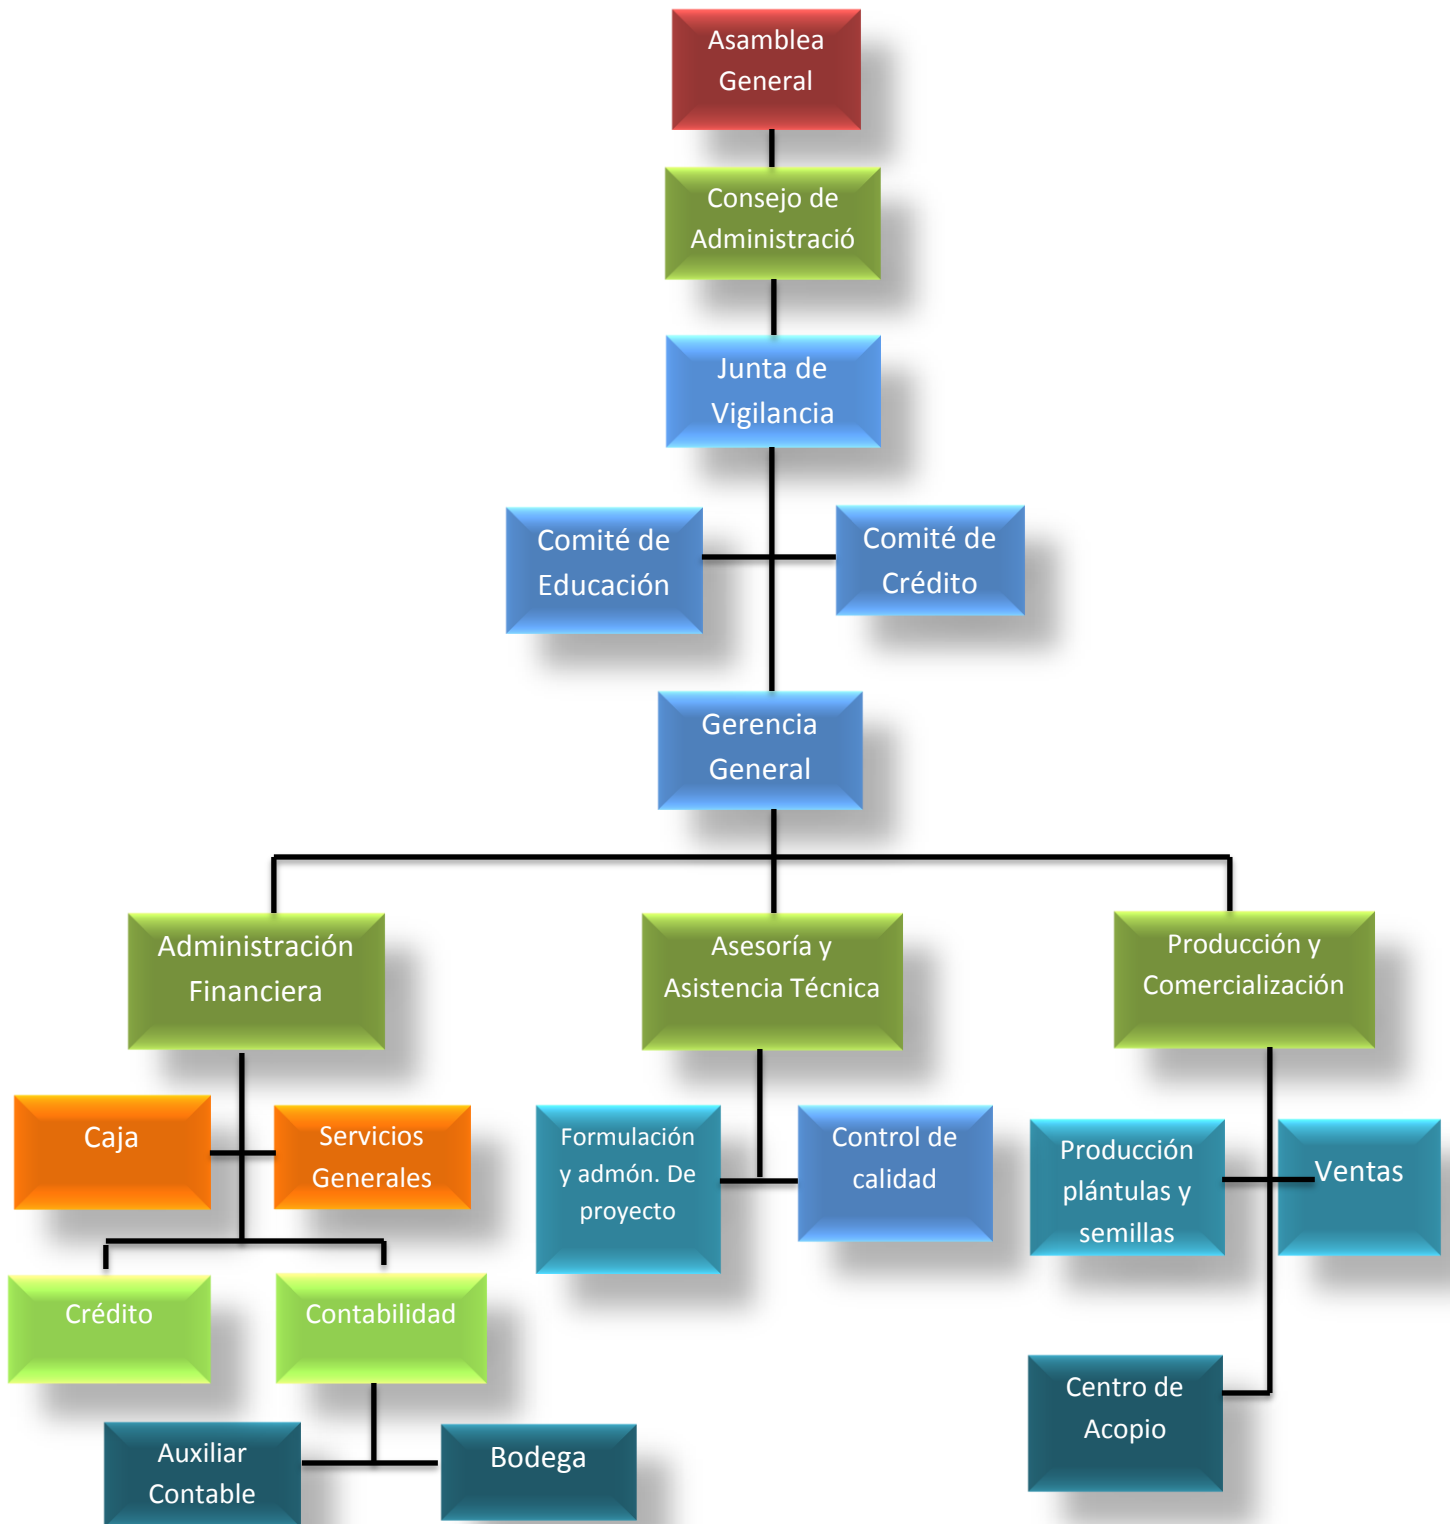 Asamblea
General
Consejo de
Administració
Junta de
Vigilancia
Comité de
Educación
Comité de
Crédito
Gerencia
General
Administración
Financiera
Asesoría y
Asistencia Técnica
Producción y
Comercialización
Caja
Servicios
Generales
Formulación
y admón. De
proyecto
Control de
calidad
Producción
plántulas y
semillas
Ventas
Crédito
Contabilidad
Centro de
Acopio
Auxiliar
Contable
Bodega